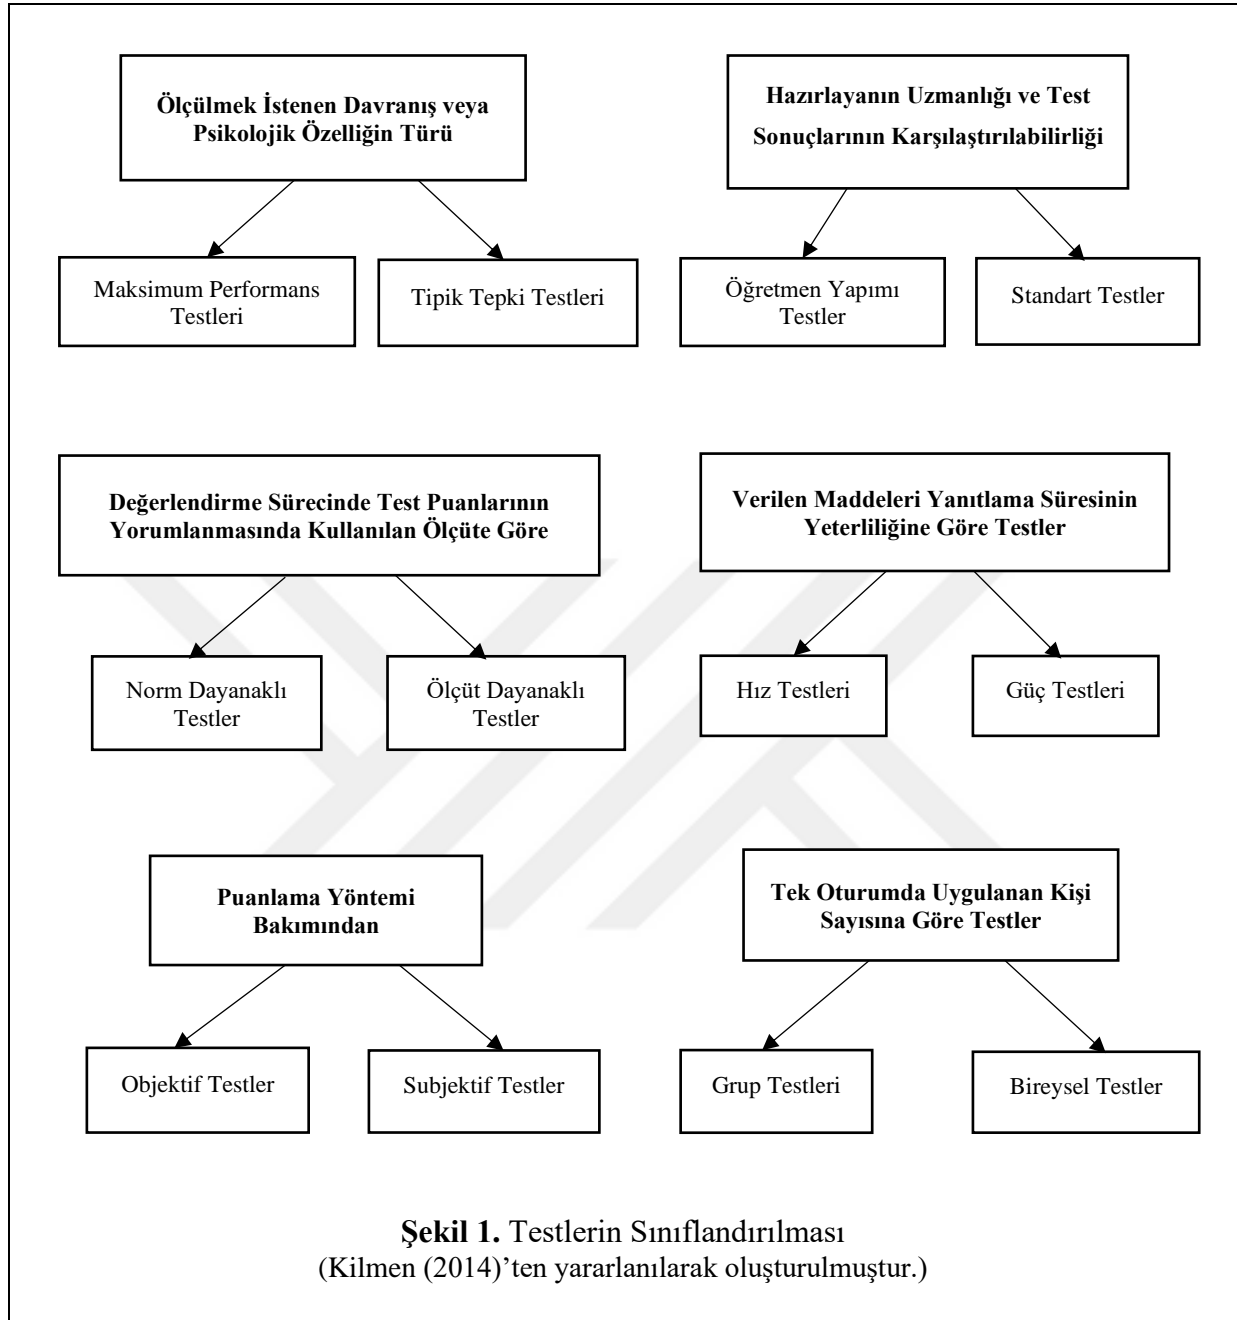 Ölçülmek İstenen Davranış veya
Psikolojik Özelliğin Türü
Hazırlayanın Uzmanlığı ve Test
Sonuçlarının Karşılaştırılabilirliği
Maksimum Performans
Testleri
Tipik Tepki Testleri
Öğretmen Yapımı
Testler
Standart Testler
Değerlendirme Sürecinde Test Puanlarının
Yorumlanmasında Kullanılan Ölçüte Göre
Verilen Maddeleri Yanıtlama Süresinin
Yeterliliğine Göre Testler
Norm Dayanaklı
Testler
Ölçüt Dayanaklı
Testler
Hız Testleri
Güç Testleri
Puanlama Yöntemi
Bakımından
Tek Oturumda Uygulanan Kişi
Sayısına Göre Testler
Objektif Testler
Subjektif Testler
Grup Testleri
Bireysel Testler
Şekil 1. Testlerin Sınıflandırılması
(Kilmen (2014)’ten yararlanılarak oluşturulmuştur.)